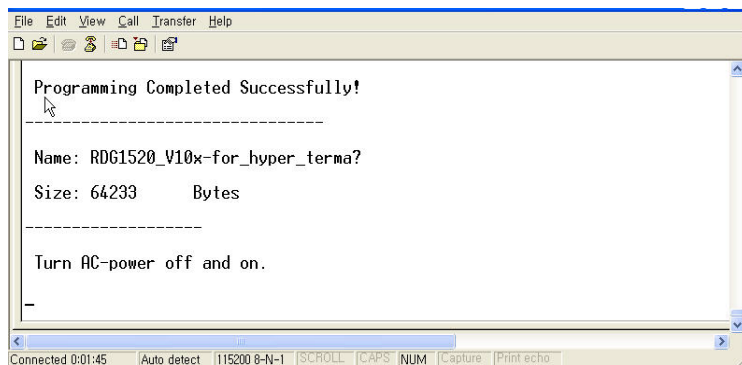 File Edit View Call Transfer Help
Programming Completed Successfully!
--------------------------------
Name: RDG1520_V10x-for_hyper_terma?
Size: 64233 Bytes
-------------------
Turn AC-power off and on.
_
Connected 0:01:45 Auto detect 115200 8-N-1 SCROLL CAPS NUM Capture Print echo